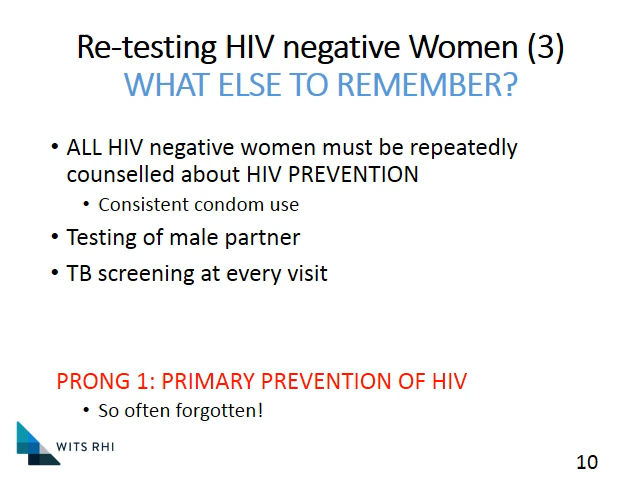 Re-testing HIV negative Women (3)
WHAT ELSE TO REMEMBER?
• ALL HIV negative women must be repeatedly
counselled about HIV PREVENTION
• Consistent condom use
• Testing of male partner
• TB screening at every visit
PRONG 1: PRIMARY PREVENTION OF HIV
• So often forgotten!
WITS RHI
10